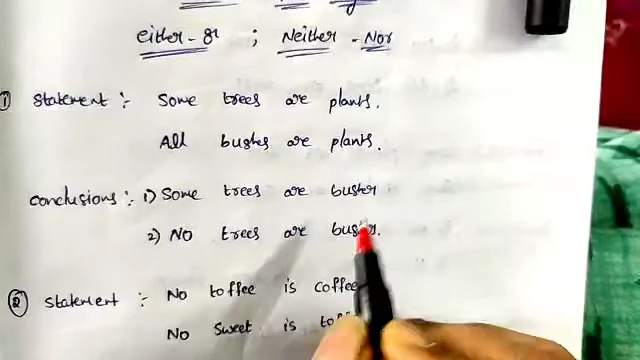 either - or ; Neither - Nor
① Statement :- Some trees are plants.
All bushes are plants.
conclusions :- 1) Some trees are bushes
2) No trees are
② Statement :- No toffee is coffee
No Sweet is